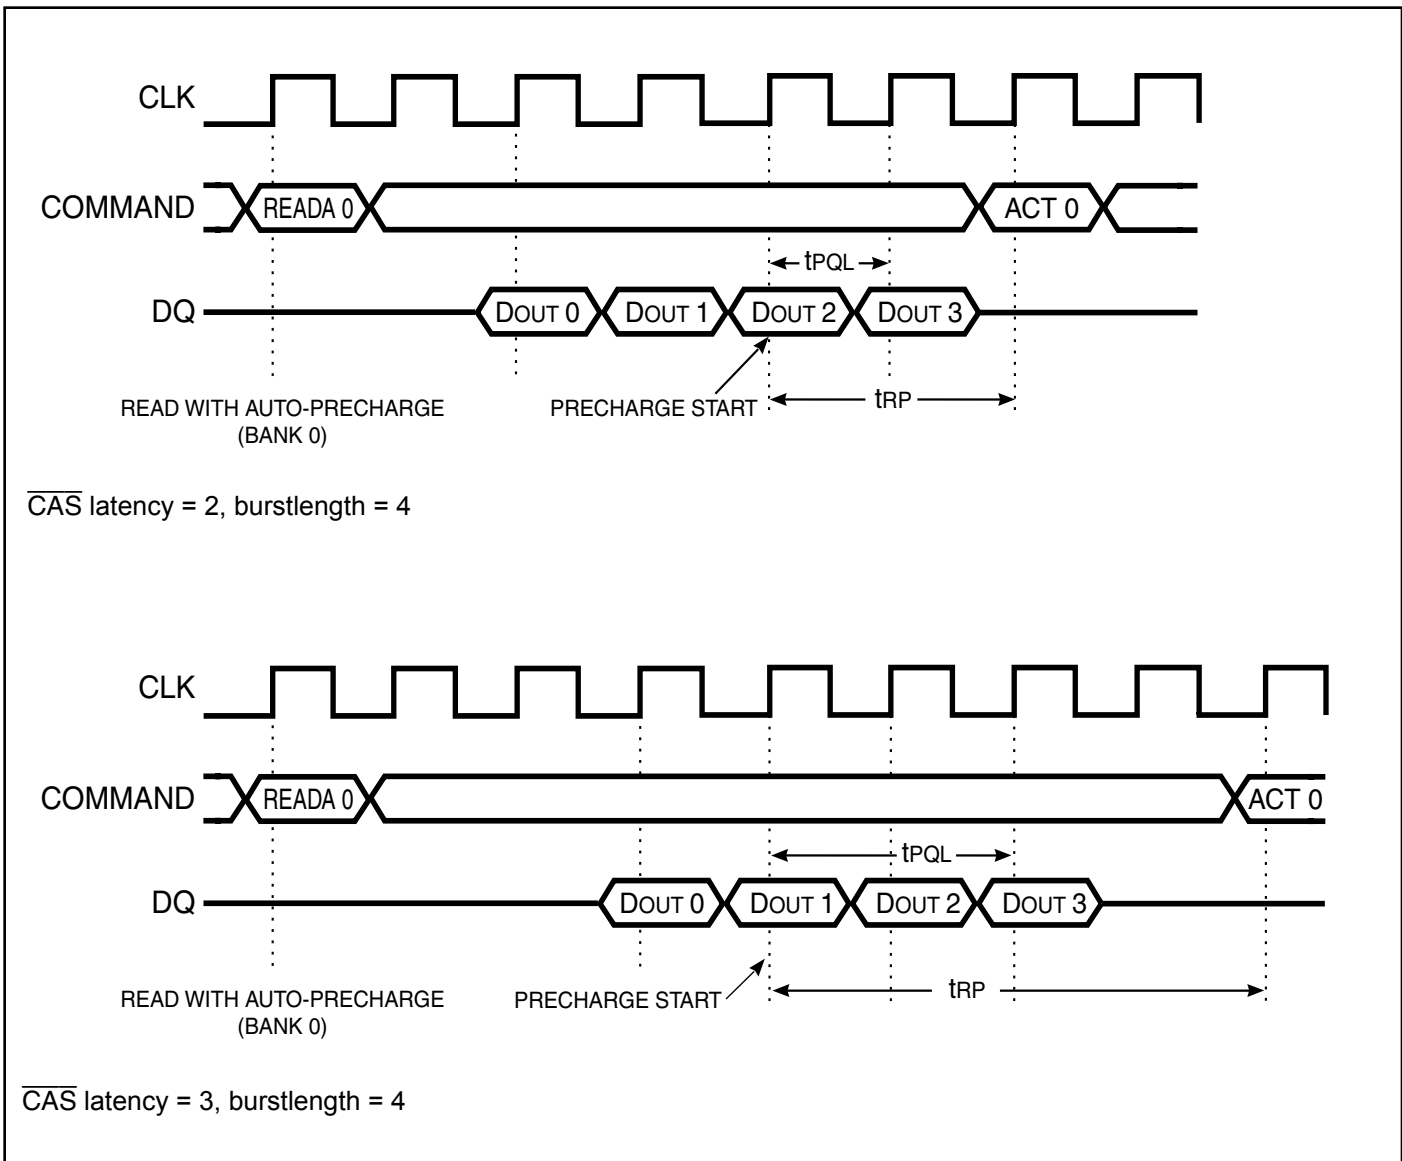 CLK
COMMAND
READA 0
ACT 0
tPQL
DQ
DOUT 0
DOUT 1
DOUT 2
DOUT 3
READ WITH AUTO-PRECHARGE
(BANK 0)
PRECHARGE START
tRP
CAS latency = 2, burstlength = 4
CLK
COMMAND
READA 0
ACT 0
tPQL
DQ
DOUT 0
DOUT 1
DOUT 2
DOUT 3
READ WITH AUTO-PRECHARGE
(BANK 0)
PRECHARGE START
tRP
CAS latency = 3, burstlength = 4